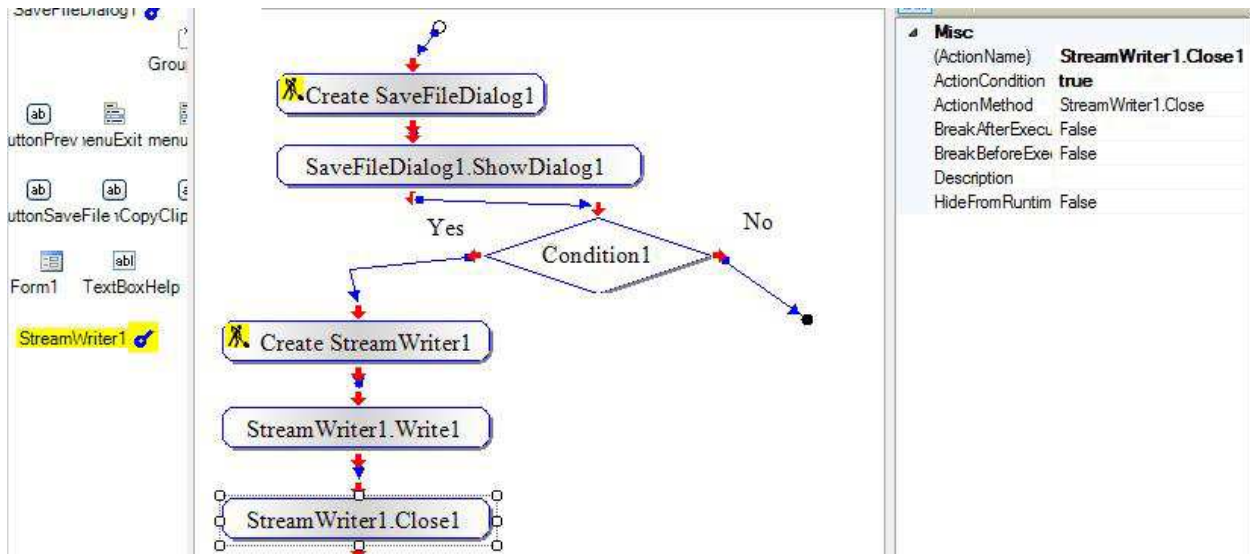 SaveFileDialog1
Grou
uttonPrev
enuExit
menu
uttonSaveFile
CopyClip
Form1
TextBoxHelp
StreamWriter1
Create SaveFileDialog1
SaveFileDialog1.ShowDialog1
Yes
No
Condition1
Create StreamWriter1
StreamWriter1.Write1
StreamWriter1.Close1
Misc
(ActionName) StreamWriter1.Close1
ActionCondition true
ActionMethod StreamWriter1.Close
BreakAfterExecu False
BreakBeforeExe False
Description
HideFromRuntim False